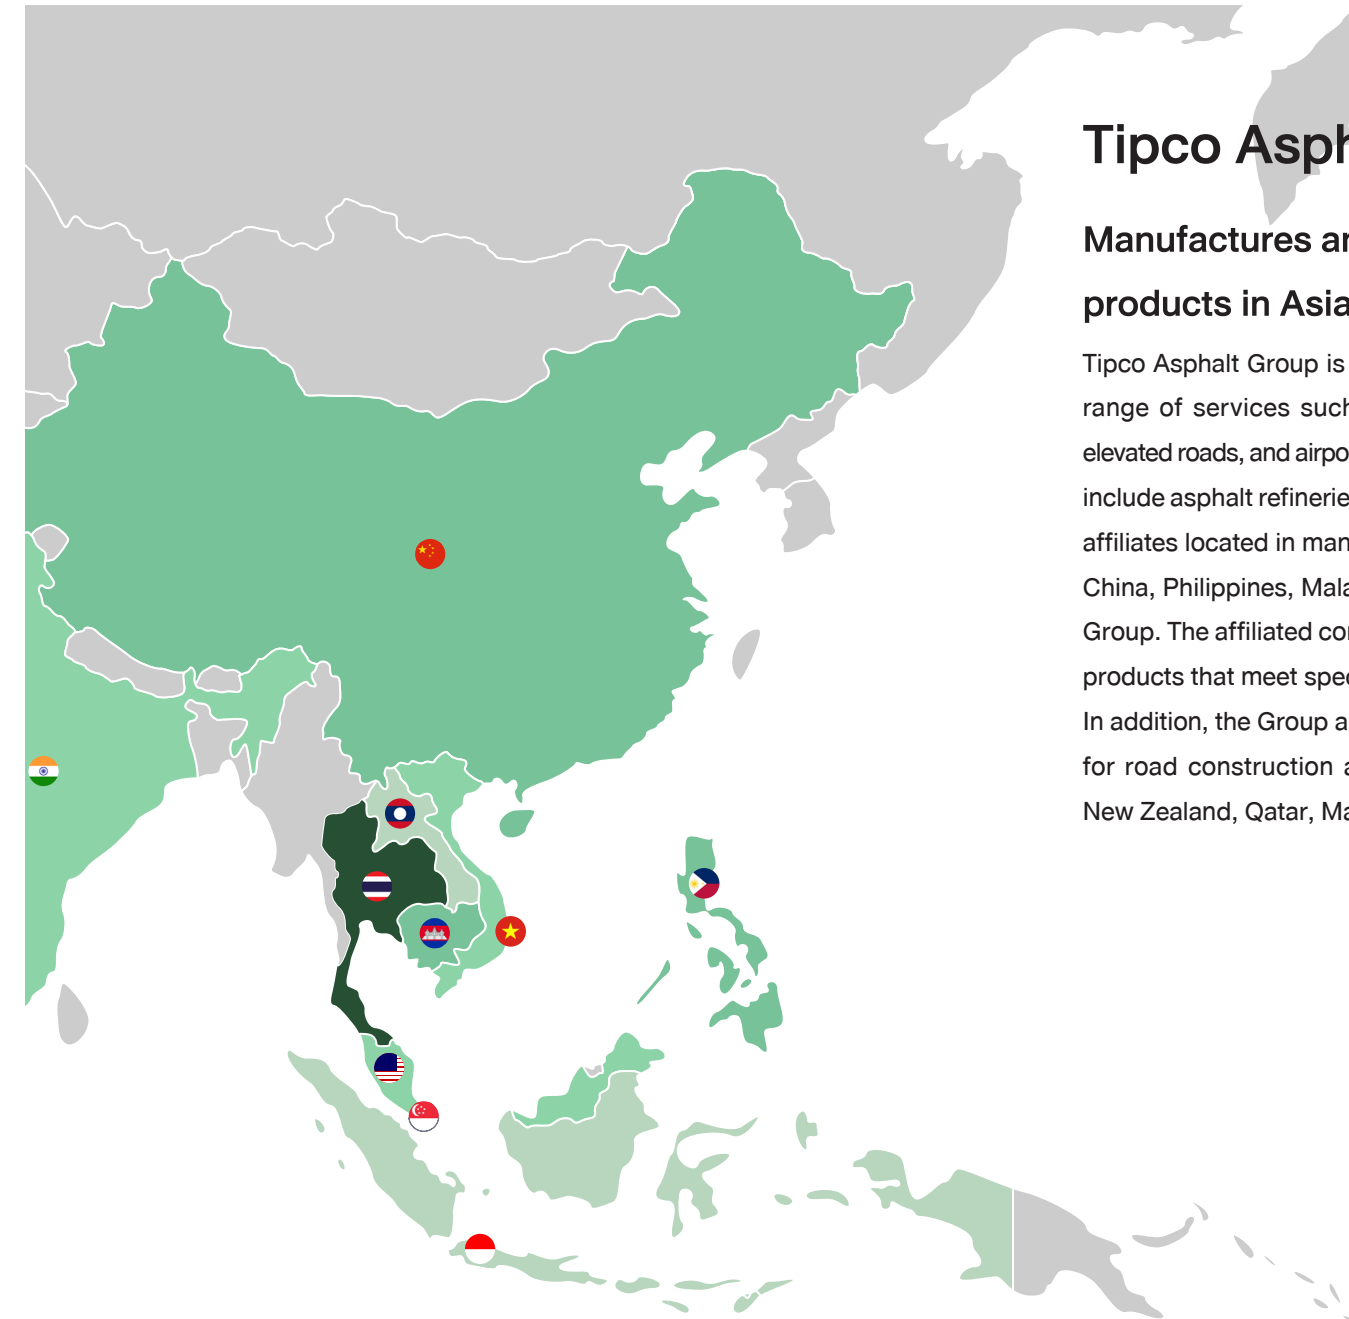 Tipco Asph
Manufactures ar
products in Asia
Tipco Asphalt Group is
range of services such
elevated roads, and airpo
include asphalt refinerie
affiliates located in man
China, Philippines, Mala
Group. The affiliated cor
products that meet spec
In addition, the Group a
for road construction a
New Zealand, Qatar, Ma